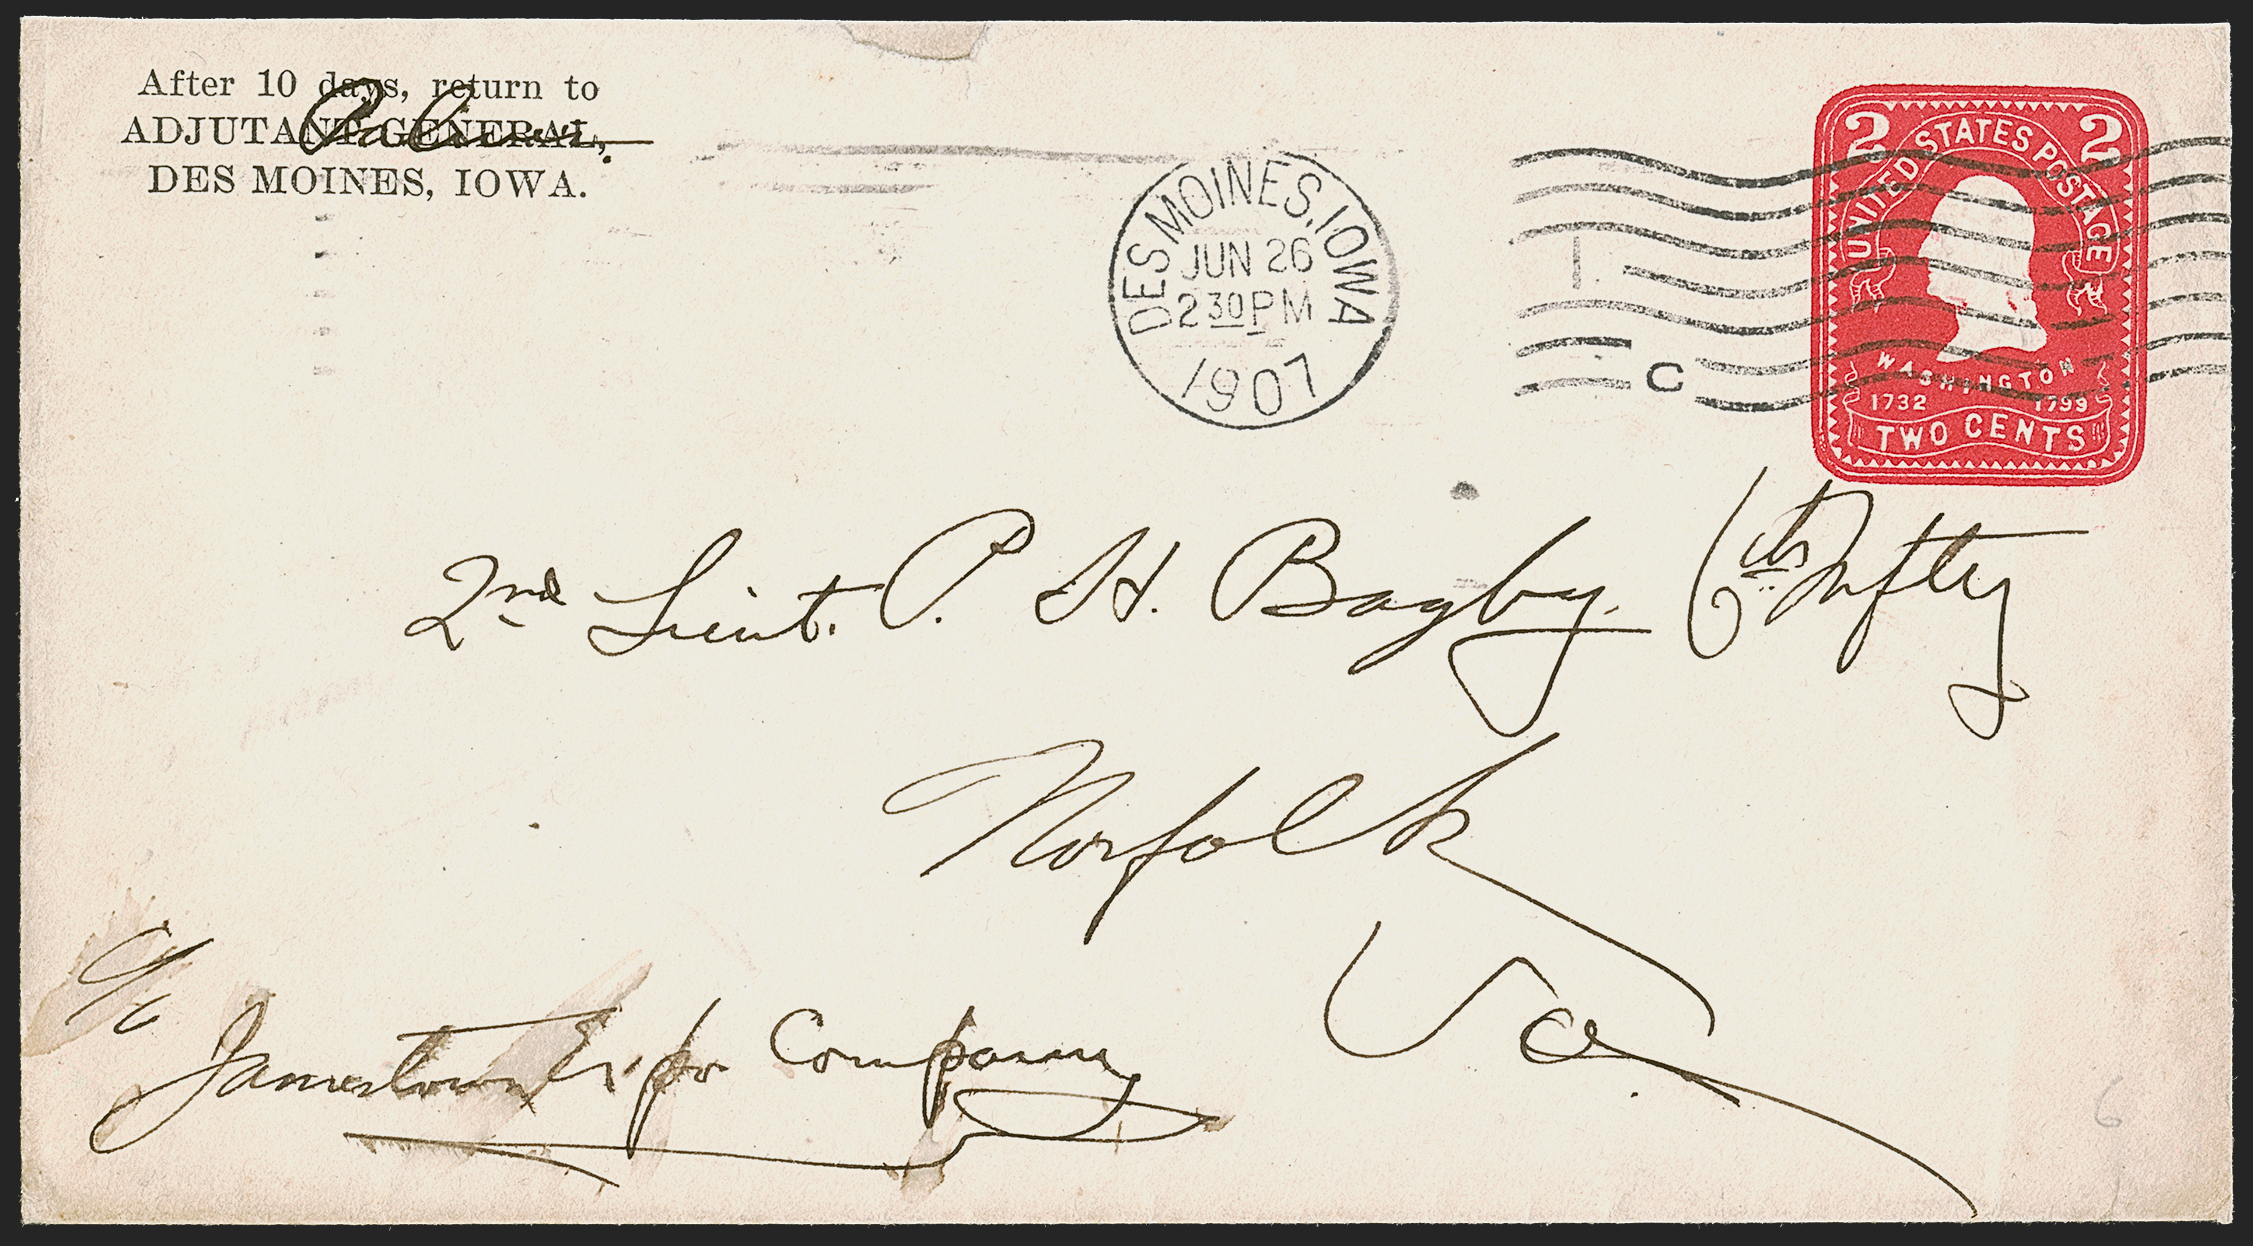 After 10 days, return to
ADJUTANT GENERAL,
DES MOINES, IOWA.
DES MOINES, IOWA
JUN 26
2 30 PM
1907
1
C
2 2
UNITED STATES POSTAGE
WASHINGTON
1732 1799
TWO CENTS
2nd Lieut. P. H. Bagby. 6th Infty
Norfolk
Va
c/o
Jamestown Expo Company
6